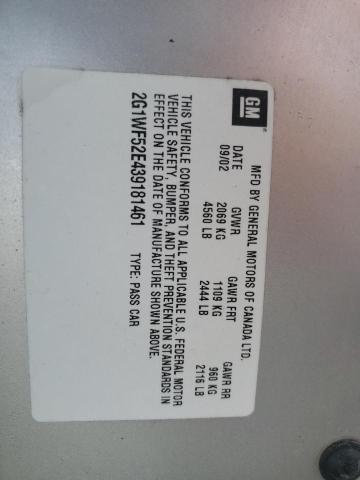 GM
MFD BY GENERAL MOTORS OF CANADA LTD.
DATE GVWR GAWR FRT GAWR RR
09/02 2069 KG 1109 KG 960 KG
4560 LB 2444 LB 2116 LB
THIS VEHICLE CONFORMS TO ALL APPLICABLE U.S. FEDERAL MOTOR
VEHICLE SAFETY, BUMPER, AND THEFT PREVENTION STANDARDS IN
EFFECT ON THE DATE OF MANUFACTURE SHOWN ABOVE.
2G1WF52E439181461 TYPE: PASS CAR